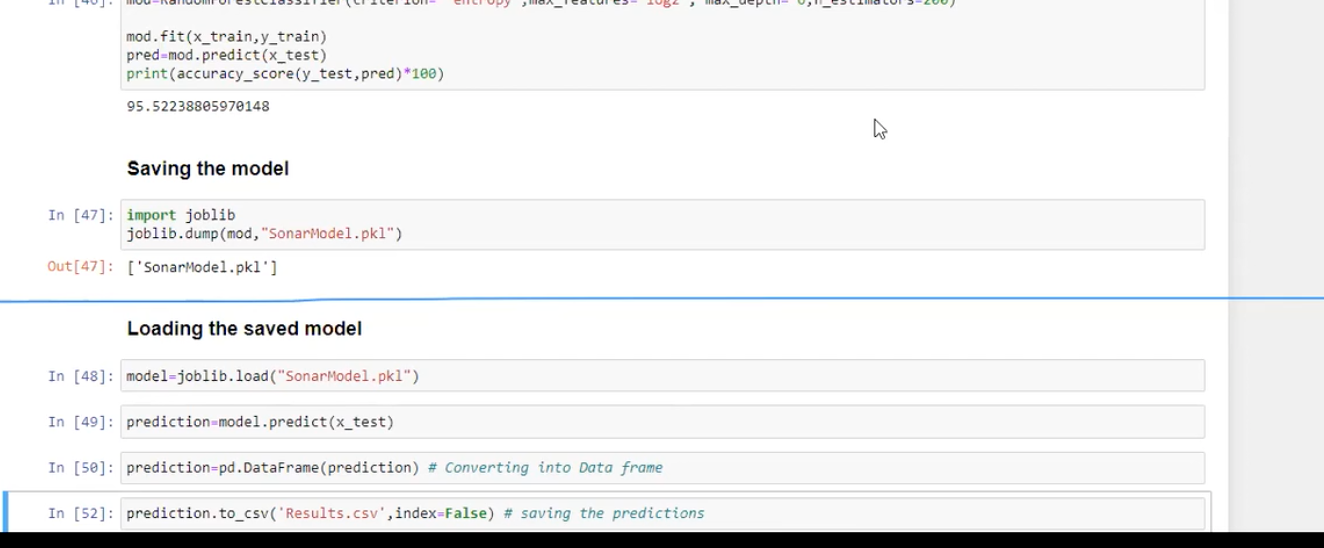 mod.fit(x_train,y_train)
pred=mod.predict(x_test)
print(accuracy_score(y_test,pred)*100)
95.52238805970148
Saving the model
In [47]: import joblib
joblib.dump(mod,"SonarModel.pkl")
Out[47]: ['SonarModel.pkl']
Loading the saved model
In [48]: model=joblib.load("SonarModel.pkl")
In [49]: prediction=model.predict(x_test)
In [50]: prediction=pd.DataFrame(prediction) # Converting into Data frame
In [52]: prediction.to_csv('Results.csv',index=False) # saving the predictions